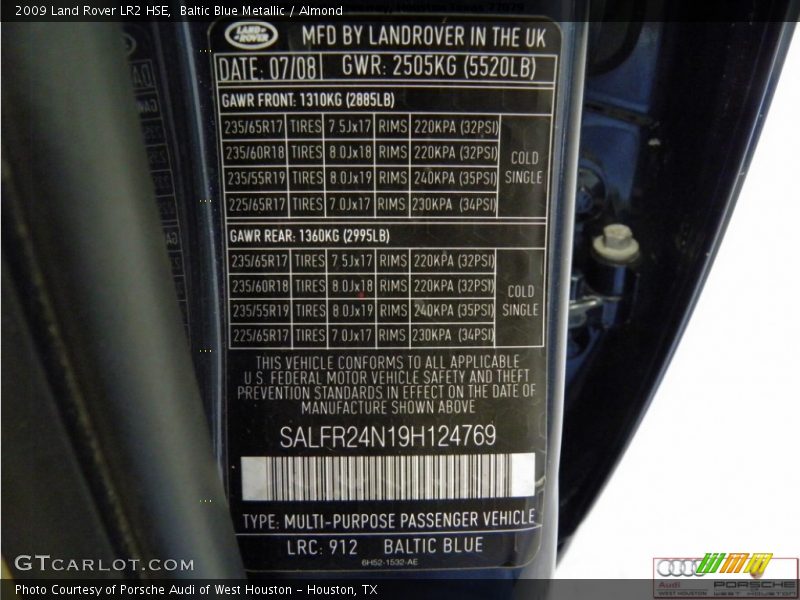 2009 Land Rover LR2 HSE, Baltic Blue Metallic / Almond
LAND ROVER
MFD BY LANDROVER IN THE UK
DATE: 07/08 GWR: 2505KG (5520LB)
GAWR FRONT: 1310KG (2885LB)
235/65R17 TIRES 7.5Jx17 RIMS 220KPA (32PSI)
235/60R18 TIRES 8.0Jx18 RIMS 220KPA (32PSI)
235/55R19 TIRES 8.0Jx19 RIMS 240KPA (35PSI)
225/65R17 TIRES 7.0Jx17 RIMS 230KPA (34PSI)
COLD
SINGLE
GAWR REAR: 1360KG (2995LB)
235/65R17 TIRES 7.5Jx17 RIMS 220KPA (32PSI)
235/60R18 TIRES 8.0Jx18 RIMS 220KPA (32PSI)
235/55R19 TIRES 8.0Jx19 RIMS 240KPA (35PSI)
225/65R17 TIRES 7.0Jx17 RIMS 230KPA (34PSI)
COLD
SINGLE
THIS VEHICLE CONFORMS TO ALL APPLICABLE
U.S. FEDERAL MOTOR VEHICLE SAFETY AND THEFT
PREVENTION STANDARDS IN EFFECT ON THE DATE OF
MANUFACTURE SHOWN ABOVE
SALFR24N19H124769
TYPE: MULTI-PURPOSE PASSENGER VEHICLE
LRC: 912 BALTIC BLUE
6H52-1532-AE
GTCARLOT.COM
Audi PORSCHE
WEST HOUSTON WEST HOUSTON
Photo Courtesy of Porsche Audi of West Houston - Houston, TX